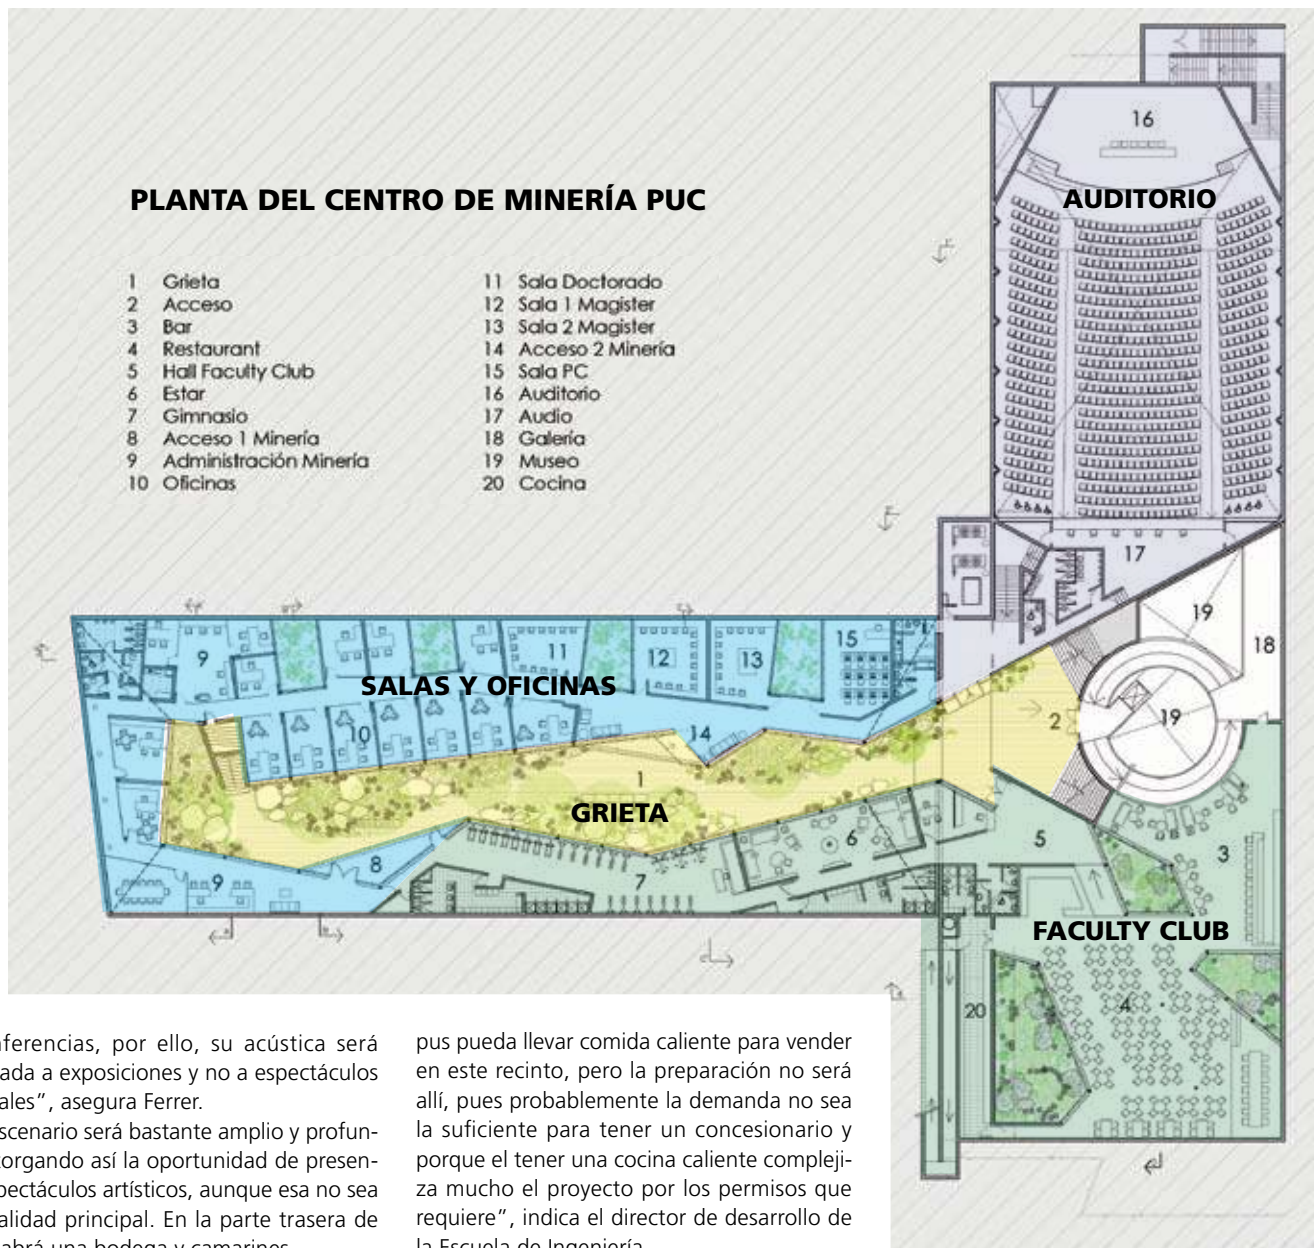 PLANTA DEL CENTRO DE MINERÍA PUC
1 Grieta
2 Acceso
3 Bar
4 Restaurant
5 Hall Faculty Club
6 Estar
7 Gimnasio
8 Acceso 1 Minería
9 Administración Minería
10 Oficinas
11 Sala Doctorado
12 Sala 1 Magister
13 Sala 2 Magister
14 Acceso 2 Minería
15 Sala PC
16 Auditorio
17 Audio
18 Galería
19 Museo
20 Cocina
16
AUDITORIO
17
19
18
9
11
12
13
15
SALAS Y OFICINAS
10
14
2
19
1
GRIETA
8
9
7
6
5
3
FACULTY CLUB
4
20
nferencias, por ello, su acústica será
ada a exposiciones y no a espectáculos
ales”, asegura Ferrer.
scenario será bastante amplio y profun-
torgando así la oportunidad de presen-
pectáculos artísticos, aunque esa no sea
alidad principal. En la parte trasera de
abrá una bodega y camarines.
pus pueda llevar comida caliente para vender
en este recinto, pero la preparación no será
allí, pues probablemente la demanda no sea
la suficiente para tener un concesionario y
porque el tener una cocina caliente compleji-
za mucho el proyecto por los permisos que
requiere”, indica el director de desarrollo de
la Escuela de Ingeniería.